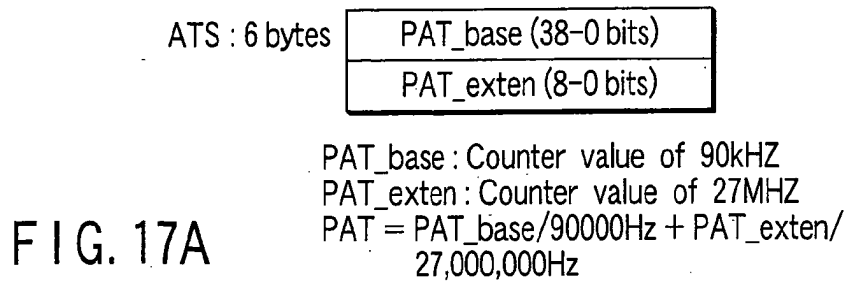 ATS : 6 bytes
PAT_base (38-0 bits)
PAT_exten (8-0 bits)
PAT_base : Counter value of 90kHZ
PAT_exten : Counter value of 27MHZ
PAT = PAT_base/90000Hz + PAT_exten/
27,000,000Hz
FIG. 17A